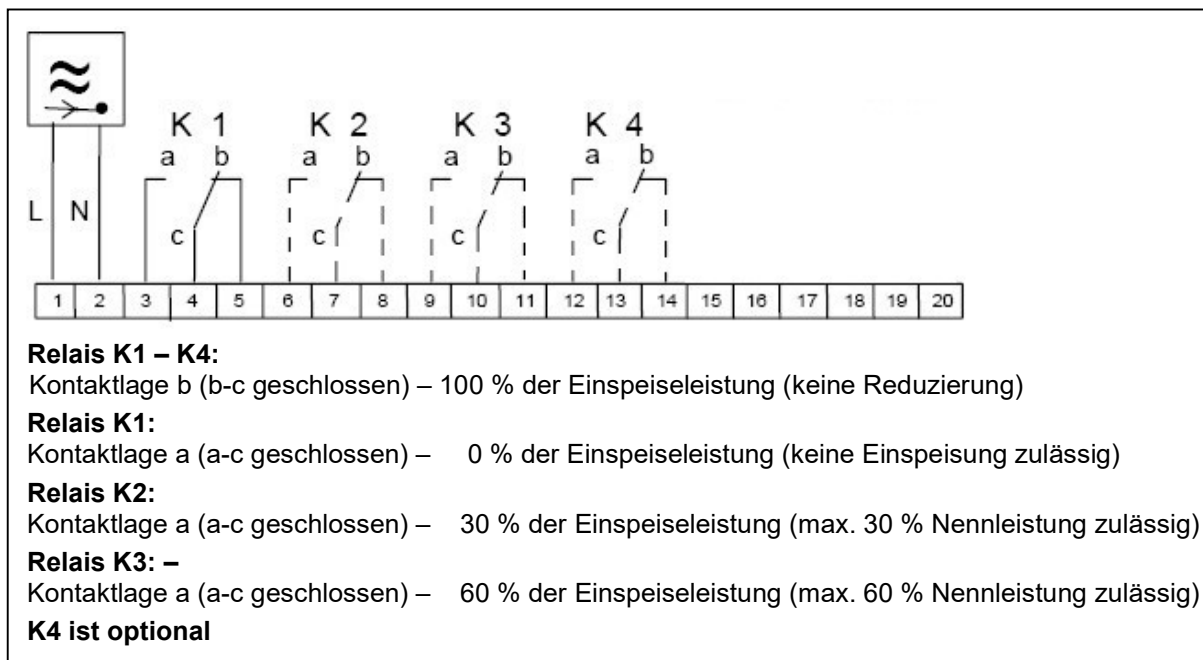 K 1 K 2 K 3 K 4
a b a b a b a b
L N
c c c c
1 2 3 4 5 6 7 8 9 10 11 12 13 14 15 16 17 18 19 20
Relais K1 – K4:
Kontaktlage b (b-c geschlossen) – 100 % der Einspeiseleistung (keine Reduzierung)
Relais K1:
Kontaktlage a (a-c geschlossen) – 0 % der Einspeiseleistung (keine Einspeisung zulässig)
Relais K2:
Kontaktlage a (a-c geschlossen) – 30 % der Einspeiseleistung (max. 30 % Nennleistung zulässig)
Relais K3: –
Kontaktlage a (a-c geschlossen) – 60 % der Einspeiseleistung (max. 60 % Nennleistung zulässig)
K4 ist optional